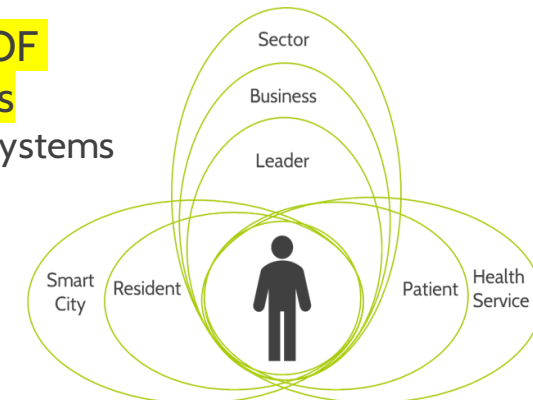 OF
s
ystems
Sector
Business
Leader
Smart
City
Resident
Patient
Health
Service